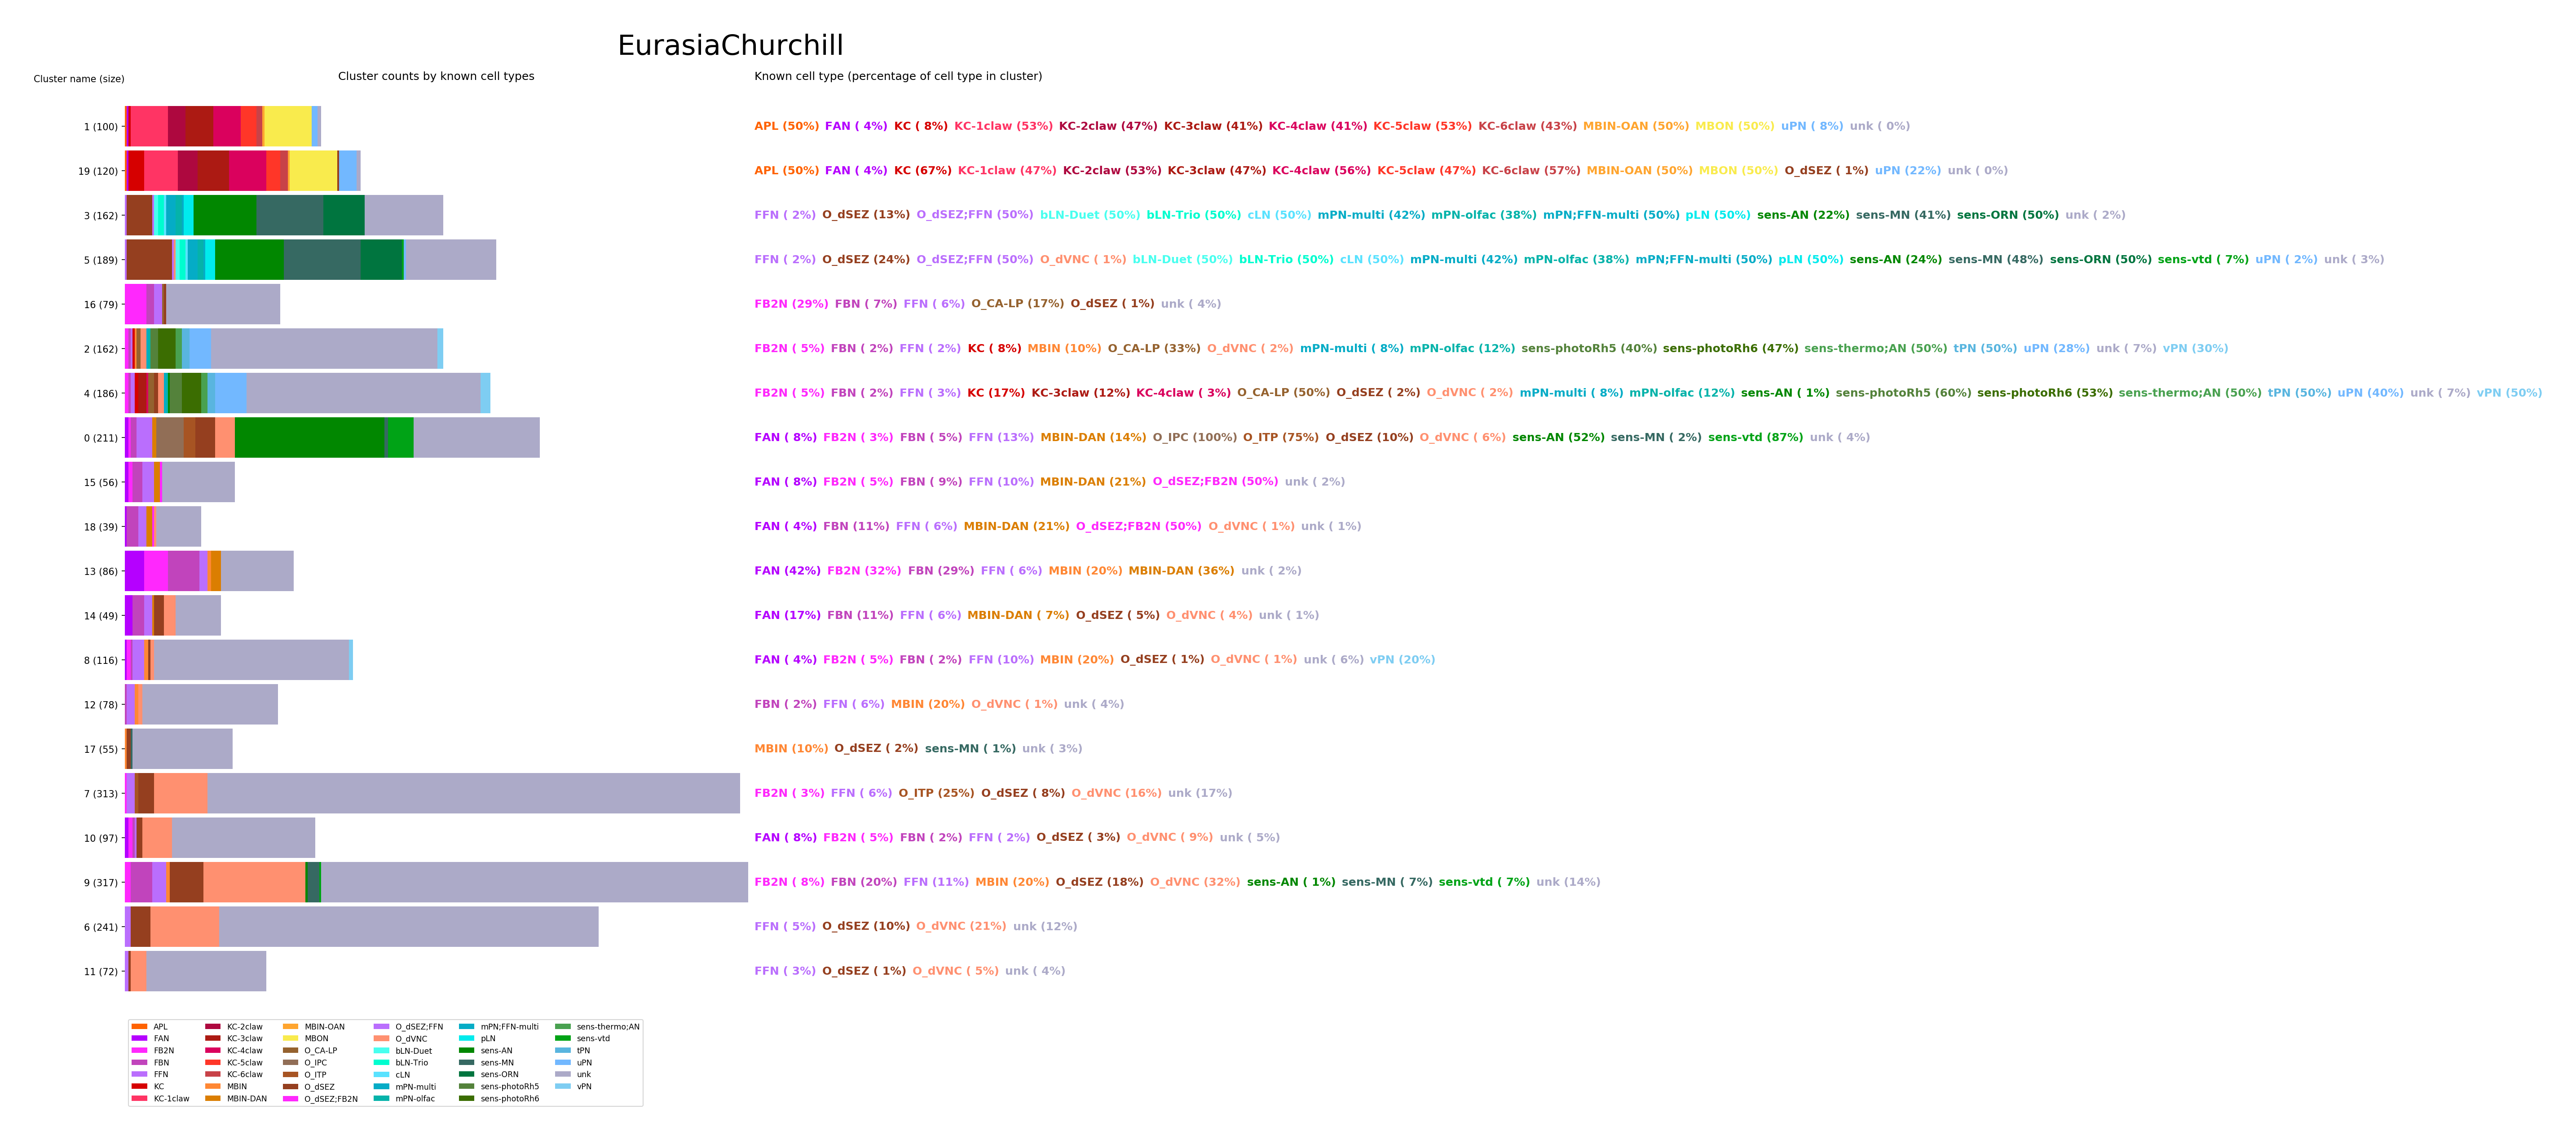 EurasiaChurchill
Cluster name (size) Cluster counts by known cell types Known cell type (percentage of cell type in cluster)
1 (100) APL (50%) FAN ( 4%) KC ( 8%) KC-1claw (53%) KC-2claw (47%) KC-3claw (41%) KC-4claw (41%) KC-5claw (53%) KC-6claw (43%) MBIN-OAN (50%) MBON (50%) uPN ( 8%) unk ( 0%)
19 (120) APL (50%) FAN ( 4%) KC (67%) KC-1claw (47%) KC-2claw (53%) KC-3claw (47%) KC-4claw (56%) KC-5claw (47%) KC-6claw (57%) MBIN-OAN (50%) MBON (50%) O_dSEZ ( 1%) uPN (22%) unk ( 0%)
3 (162) FFN ( 2%) O_dSEZ (13%) O_dSEZ;FFN (50%) bLN-Duet (50%) bLN-Trio (50%) cLN (50%) mPN-multi (42%) mPN-olfac (38%) mPN;FFN-multi (50%) pLN (50%) sens-AN (22%) sens-MN (41%) sens-ORN (50%) unk ( 2%)
5 (189) FFN ( 2%) O_dSEZ (24%) O_dSEZ;FFN (50%) O_dVNC ( 1%) bLN-Duet (50%) bLN-Trio (50%) cLN (50%) mPN-multi (42%) mPN-olfac (38%) mPN;FFN-multi (50%) pLN (50%) sens-AN (24%) sens-MN (48%) sens-ORN (50%) sens-vtd ( 7%) uPN ( 2%) unk ( 3%)
16 (79) FB2N (29%) FBN ( 7%) FFN ( 6%) O_CA-LP (17%) O_dSEZ ( 1%) unk ( 4%)
2 (162) FB2N ( 5%) FBN ( 2%) FFN ( 2%) KC ( 8%) MBIN (10%) O_CA-LP (33%) O_dVNC ( 2%) mPN-multi ( 8%) mPN-olfac (12%) sens-photoRh5 (40%) sens-photoRh6 (47%) sens-thermo;AN (50%) tPN (50%) uPN (28%) unk ( 7%) vPN (30%)
4 (186) FB2N ( 5%) FBN ( 2%) FFN ( 3%) KC (17%) KC-3claw (12%) KC-4claw ( 3%) O_CA-LP (50%) O_dSEZ ( 2%) O_dVNC ( 2%) mPN-multi ( 8%) mPN-olfac (12%) sens-AN ( 1%) sens-photoRh5 (60%) sens-photoRh6 (53%) sens-thermo;AN (50%) tPN (50%) uPN (40%) unk ( 7%) vPN (50%)
0 (211) FAN ( 8%) FB2N ( 3%) FBN ( 5%) FFN (13%) MBIN-DAN (14%) O_IPC (100%) O_ITP (75%) O_dSEZ (10%) O_dVNC ( 6%) sens-AN (52%) sens-MN ( 2%) sens-vtd (87%) unk ( 4%)
15 (56) FAN ( 8%) FB2N ( 5%) FBN ( 9%) FFN (10%) MBIN-DAN (21%) O_dSEZ;FB2N (50%) unk ( 2%)
18 (39) FAN ( 4%) FBN (11%) FFN ( 6%) MBIN-DAN (21%) O_dSEZ;FB2N (50%) O_dVNC ( 1%) unk ( 1%)
13 (86) FAN (42%) FB2N (32%) FBN (29%) FFN ( 6%) MBIN (20%) MBIN-DAN (36%) unk ( 2%)
14 (49) FAN (17%) FBN (11%) FFN ( 6%) MBIN-DAN ( 7%) O_dSEZ ( 5%) O_dVNC ( 4%) unk ( 1%)
8 (116) FAN ( 4%) FB2N ( 5%) FBN ( 2%) FFN (10%) MBIN (20%) O_dSEZ ( 1%) O_dVNC ( 1%) unk ( 6%) vPN (20%)
12 (78) FBN ( 2%) FFN ( 6%) MBIN (20%) O_dVNC ( 1%) unk ( 4%)
17 (55) MBIN (10%) O_dSEZ ( 2%) sens-MN ( 1%) unk ( 3%)
7 (313) FB2N ( 3%) FFN ( 6%) O_ITP (25%) O_dSEZ ( 8%) O_dVNC (16%) unk (17%)
10 (97) FAN ( 8%) FB2N ( 5%) FBN ( 2%) FFN ( 2%) O_dSEZ ( 3%) O_dVNC ( 9%) unk ( 5%)
9 (317) FB2N ( 8%) FBN (20%) FFN (11%) MBIN (20%) O_dSEZ (18%) O_dVNC (32%) sens-AN ( 1%) sens-MN ( 7%) sens-vtd ( 7%) unk (14%)
6 (241) FFN ( 5%) O_dSEZ (10%) O_dVNC (21%) unk (12%)
11 (72) FFN ( 3%) O_dSEZ ( 1%) O_dVNC ( 5%) unk ( 4%)
APL KC-2claw MBIN-OAN O_dSEZ;FFN mPN;FFN-multi sens-thermo;AN
FAN KC-3claw MBON O_dVNC pLN sens-vtd
FB2N KC-4claw O_CA-LP bLN-Duet sens-AN tPN
FBN KC-5claw O_IPC bLN-Trio sens-MN uPN
FFN KC-6claw O_ITP cLN sens-ORN unk
KC MBIN O_dSEZ mPN-multi sens-photoRh5 vPN
KC-1claw MBIN-DAN O_dSEZ;FB2N mPN-olfac sens-photoRh6